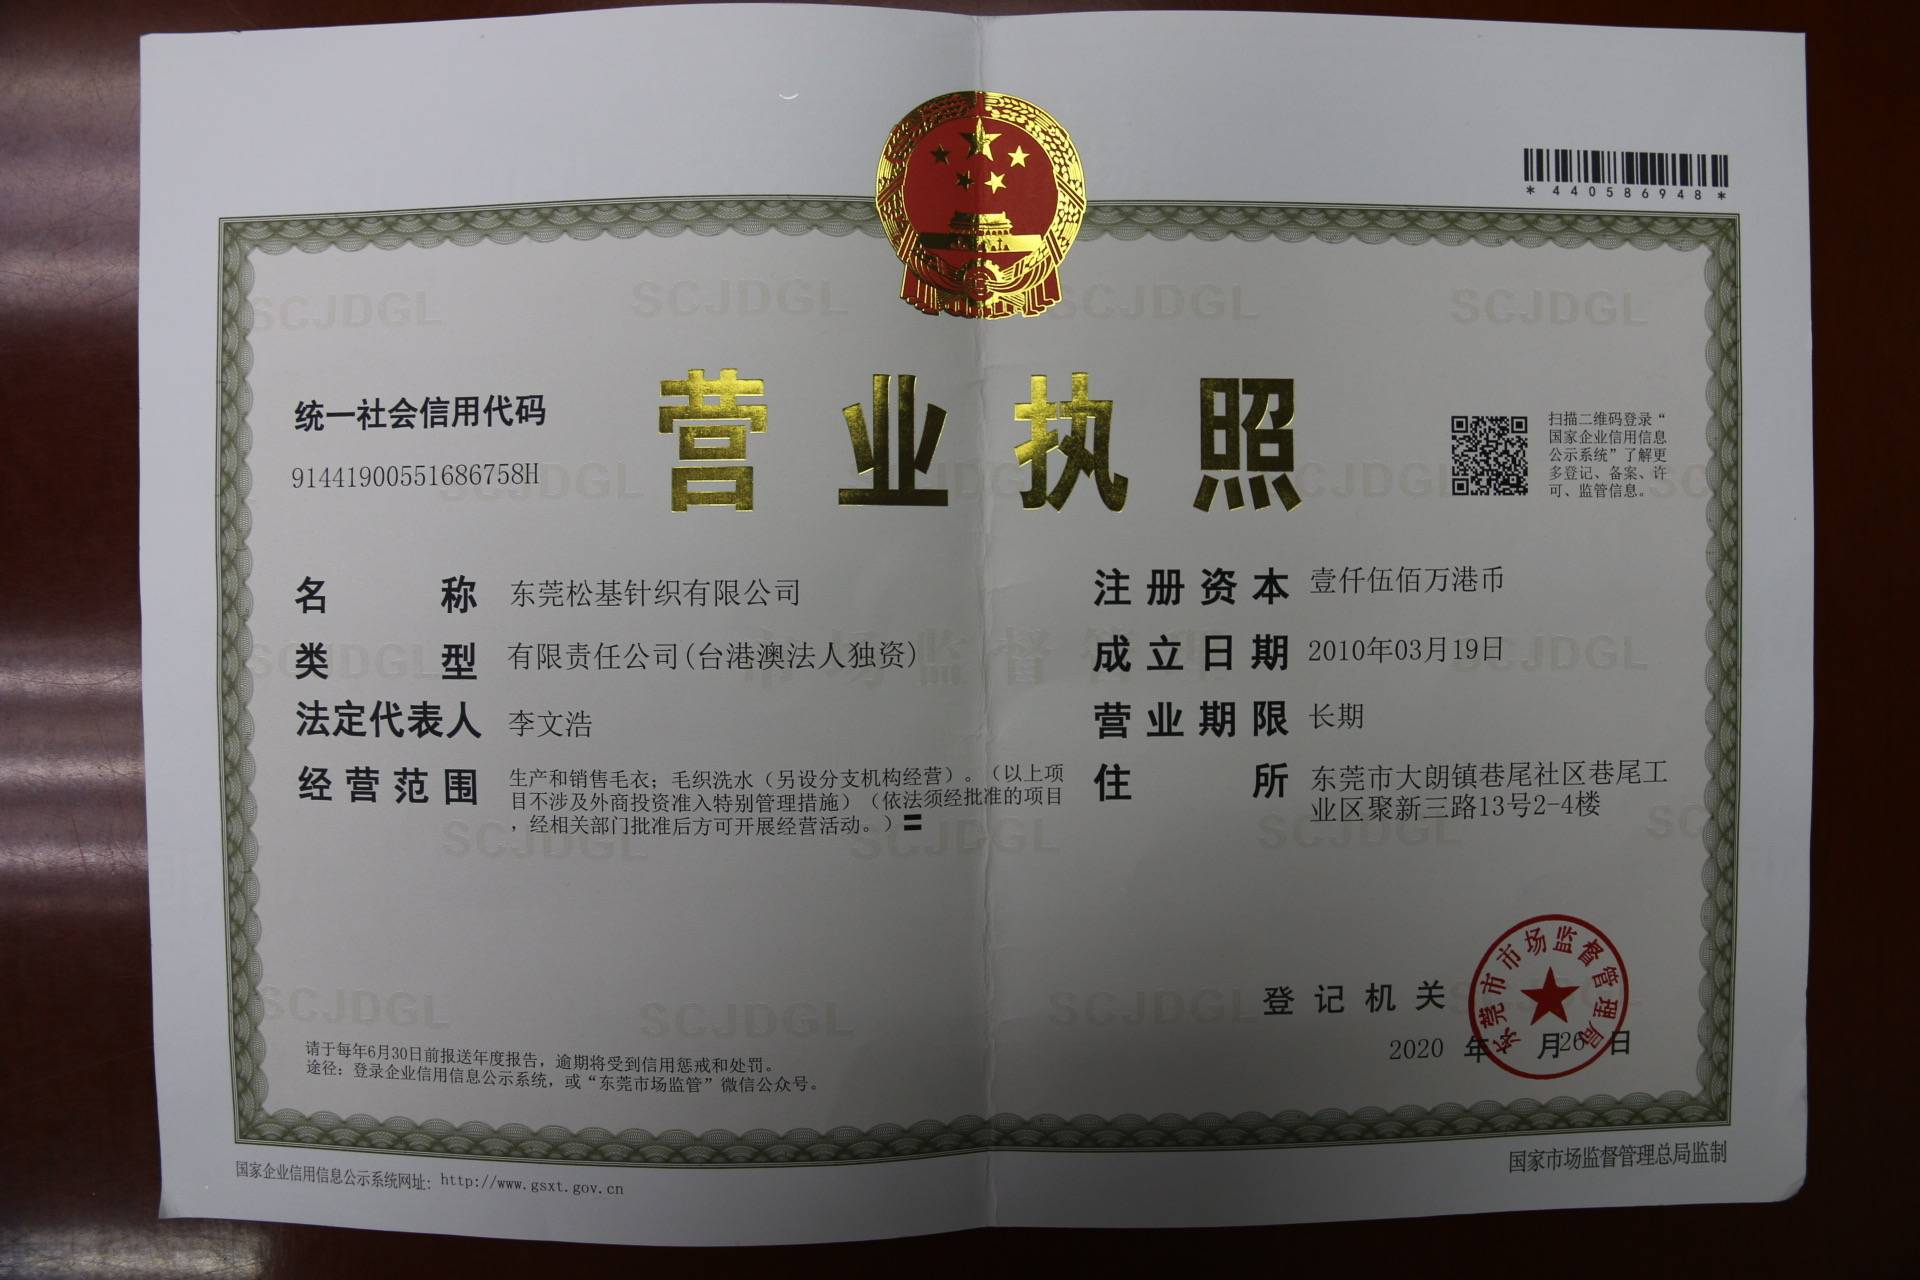 *440586948*
统一社会信用代码
91441900551686758H
营业执照
扫描二维码登录“
国家企业信用信息
公示系统”了解更
多登记、备案、许
可、监管信息。
名称 东莞松基针织有限公司
类型 有限责任公司(台港澳法人独资)
法定代表人 李文浩
经营范围 生产和销售毛衣；毛织洗水（另设分支机构经营）。（以上项
目不涉及外商投资准入特别管理措施）（依法须经批准的项目
，经相关部门批准后方可开展经营活动。）〓
注册资本 壹仟伍佰万港币
成立日期 2010年03月19日
营业期限 长期
住所 东莞市大朗镇巷尾社区巷尾工
业区聚新三路13号2-4楼
登记机关
东莞市市场监督管理局
2020 年 月26日
请于每年6月30日前报送年度报告，逾期将受到信用惩戒和处罚。
途径：登录企业信用信息公示系统，或“东莞市场监管”微信公众号。
国家企业信用信息公示系统网址：http://www.gsxt.gov.cn
国家市场监督管理总局监制
SCJDGL
市场监督管理